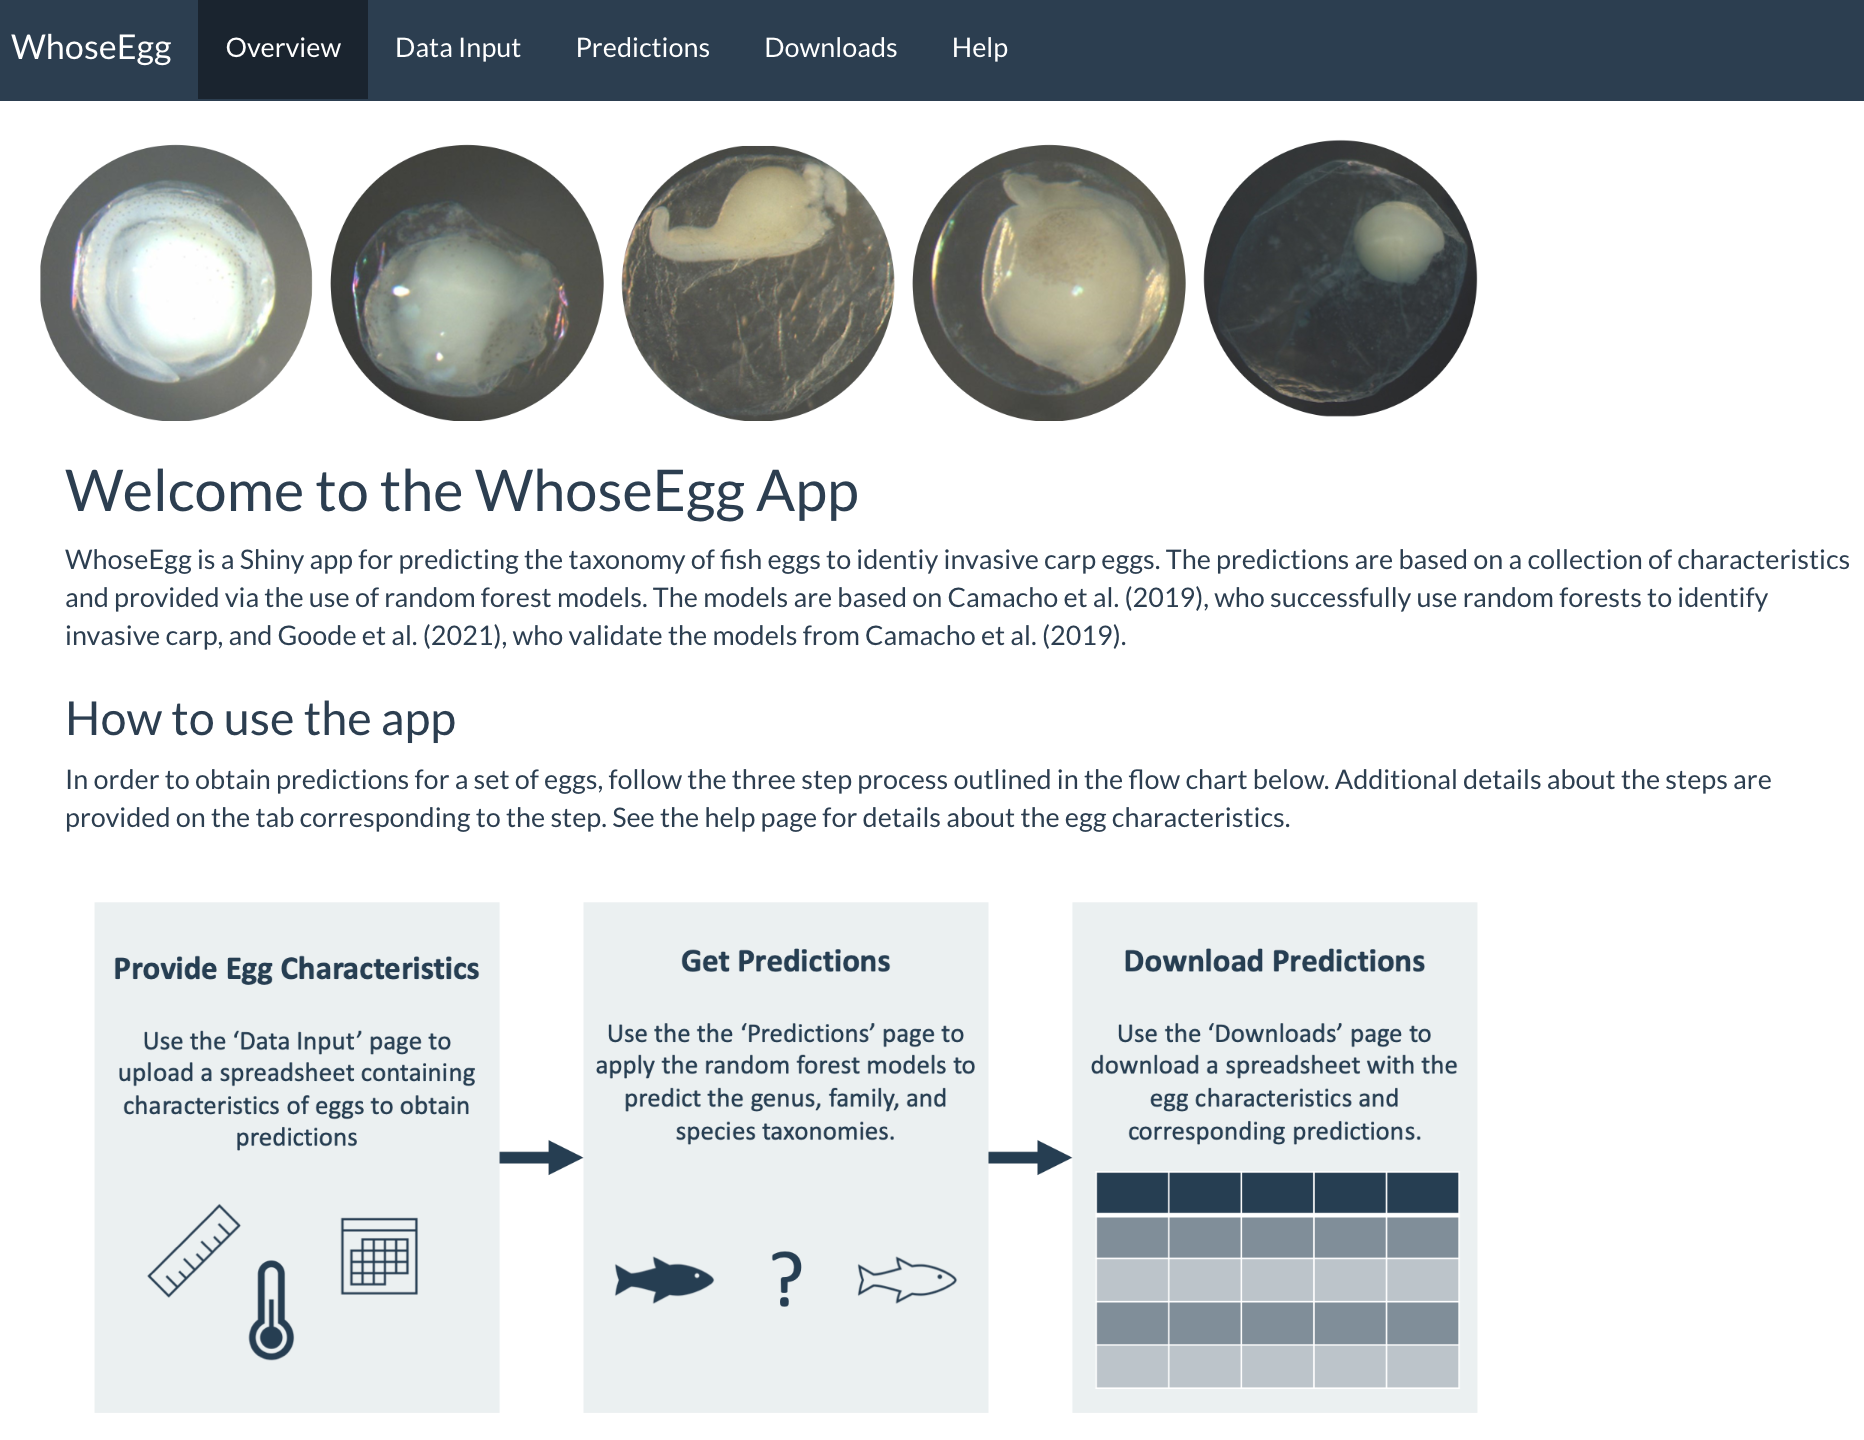 WhoseEgg Overview Data Input Predictions Downloads Help
Welcome to the WhoseEgg App
WhoseEgg is a Shiny app for predicting the taxonomy of fish eggs to identiy invasive carp eggs. The predictions are based on a collection of characteristics
and provided via the use of random forest models. The models are based on Camacho et al. (2019), who successfully use random forests to identify
invasive carp, and Goode et al. (2021), who validate the models from Camacho et al. (2019).
How to use the app
In order to obtain predictions for a set of eggs, follow the three step process outlined in the flow chart below. Additional details about the steps are
provided on the tab corresponding to the step. See the help page for details about the egg characteristics.
Provide Egg Characteristics
Use the ‘Data Input’ page to
upload a spreadsheet containing
characteristics of eggs to obtain
predictions
Get Predictions
Use the the ‘Predictions’ page to
apply the random forest models to
predict the genus, family, and
species taxonomies.
?
Download Predictions
Use the ‘Downloads’ page to
download a spreadsheet with the
egg characteristics and
corresponding predictions.